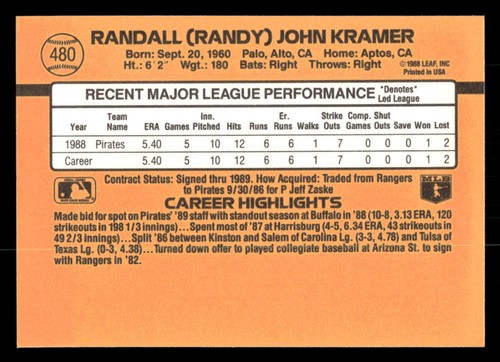 480
RANDALL (RANDY) JOHN KRAMER
Born: Sept. 20, 1960 Palo, Alto, CA Home: Aptos, CA
Ht.: 6´2˝ Wgt.: 180 Bats: Right Throws: Right
©1988 LEAF, INC
Printed in USA
RECENT MAJOR LEAGUE PERFORMANCE *Denotes* Led League
Year Team Name ERA Games Inn. Pitched Hits Runs Er. Runs Walks Strike Outs Comp. Games Shut Outs Save Won Lost
1988 Pirates 5.40 5 10 12 6 6 1 7 0 0 0 1 2
Career 5.40 5 10 12 6 6 1 7 0 0 0 1 2
Contract Status: Signed thru 1989. How Acquired: Traded from Rangers
to Pirates 9/30/86 for P Jeff Zaske
MLB
CAREER HIGHLIGHTS
Made bid for spot on Pirates' '89 staff with standout season at Buffalo in '88 (10-8, 3.13 ERA, 120
strikeouts in 198 1/3 innings)...Spent most of '87 at Harrisburg (4-5, 6.34 ERA, 43 strikeouts in
49 2/3 innings)...Split '86 between Kinston and Salem of Carolina Lg. (3-3, 4.78) and Tulsa of
Texas Lg. (0-3, 4.38)...Turned down offer to played collegiate baseball at Arizona St. to sign
with Rangers in '82.